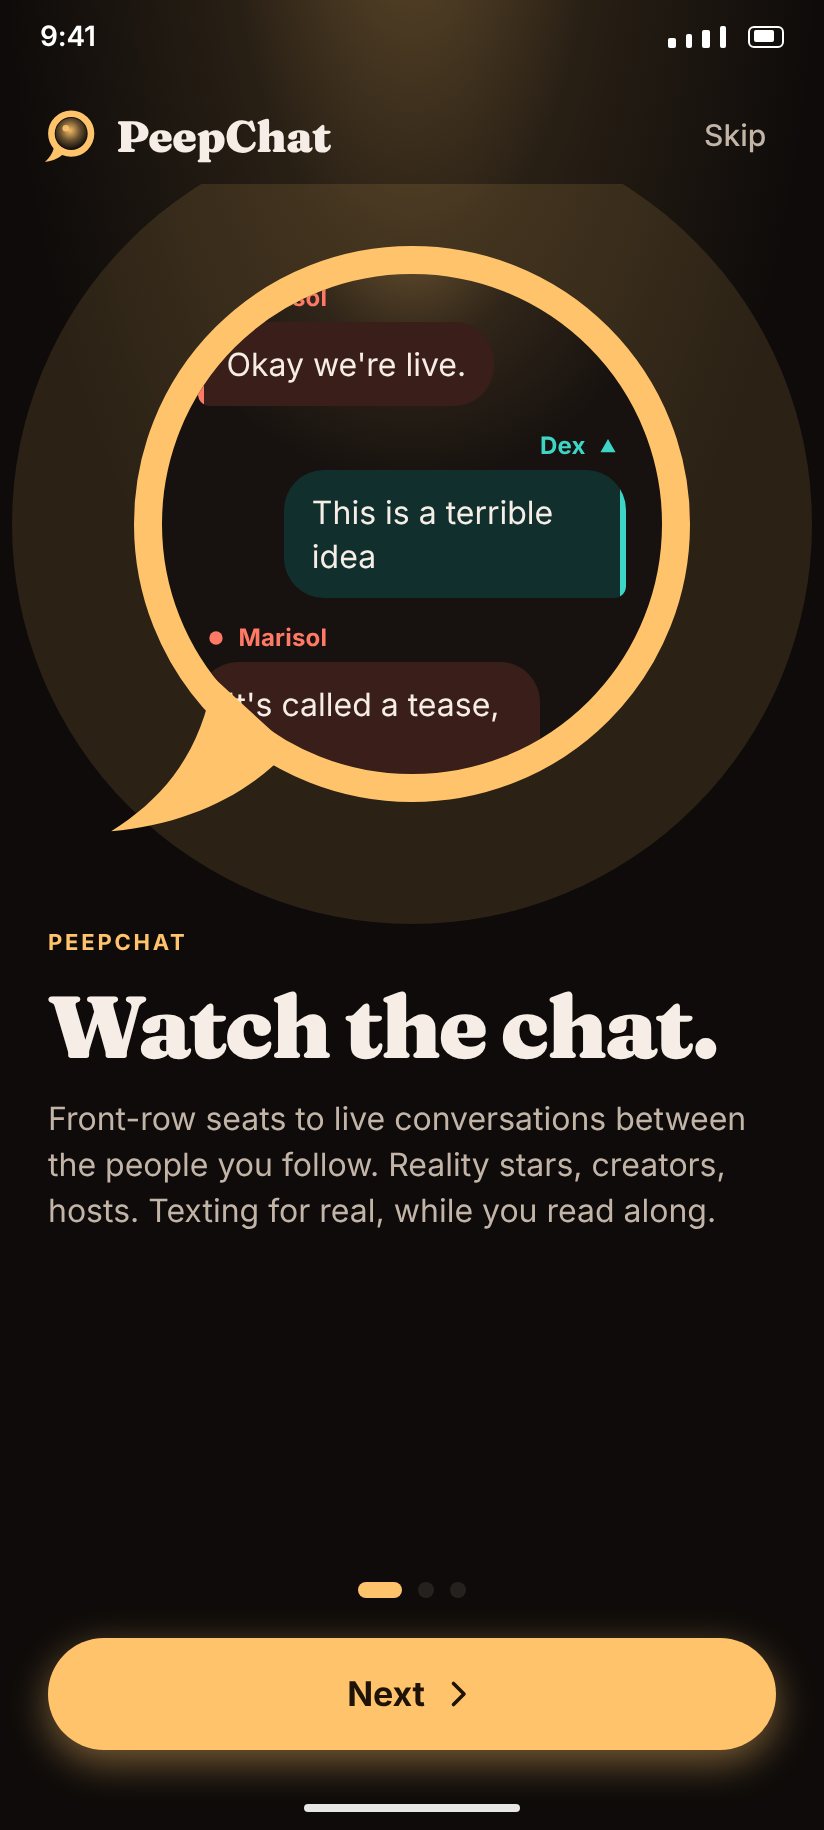 9:41
PeepChat
Skip
sol
Okay we're live.
Dex
This is a terrible
idea
Marisol
It's called a tease,
PEEPCHAT
Watch the chat.
Front-row seats to live conversations between
the people you follow. Reality stars, creators,
hosts. Texting for real, while you read along.
Next